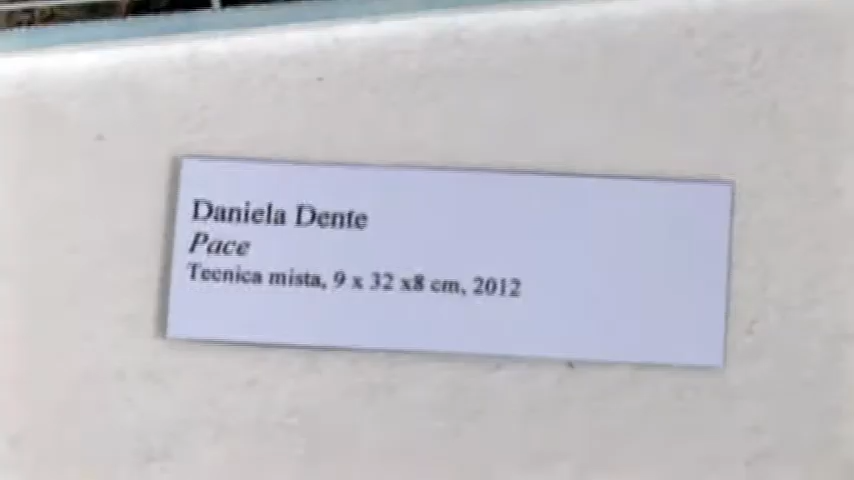 Daniela Dente
Pace
Tecnica mista, 9 x 32 x8 cm, 2012